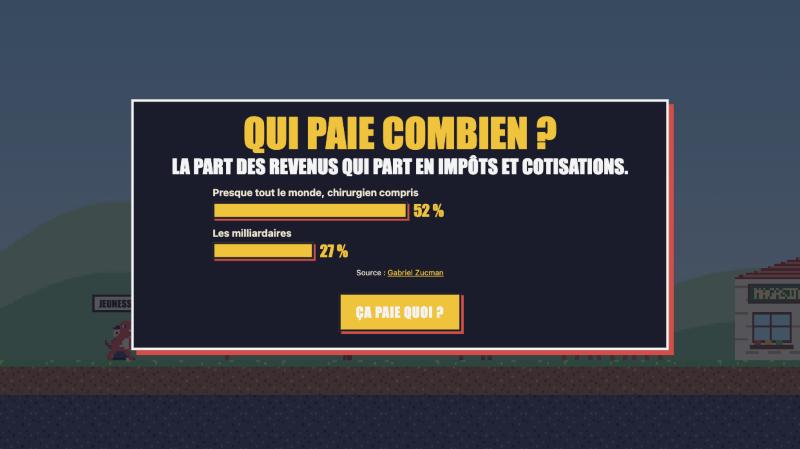 QUI PAIE COMBIEN ?
LA PART DES REVENUS QUI PART EN IMPÔTS ET COTISATIONS.
Presque tout le monde, chirurgien compris
52 %
Les milliardaires
27 %
Source : Gabriel Zucman
JEUNESS
MAGASIN
ÇA PAIE QUOI ?